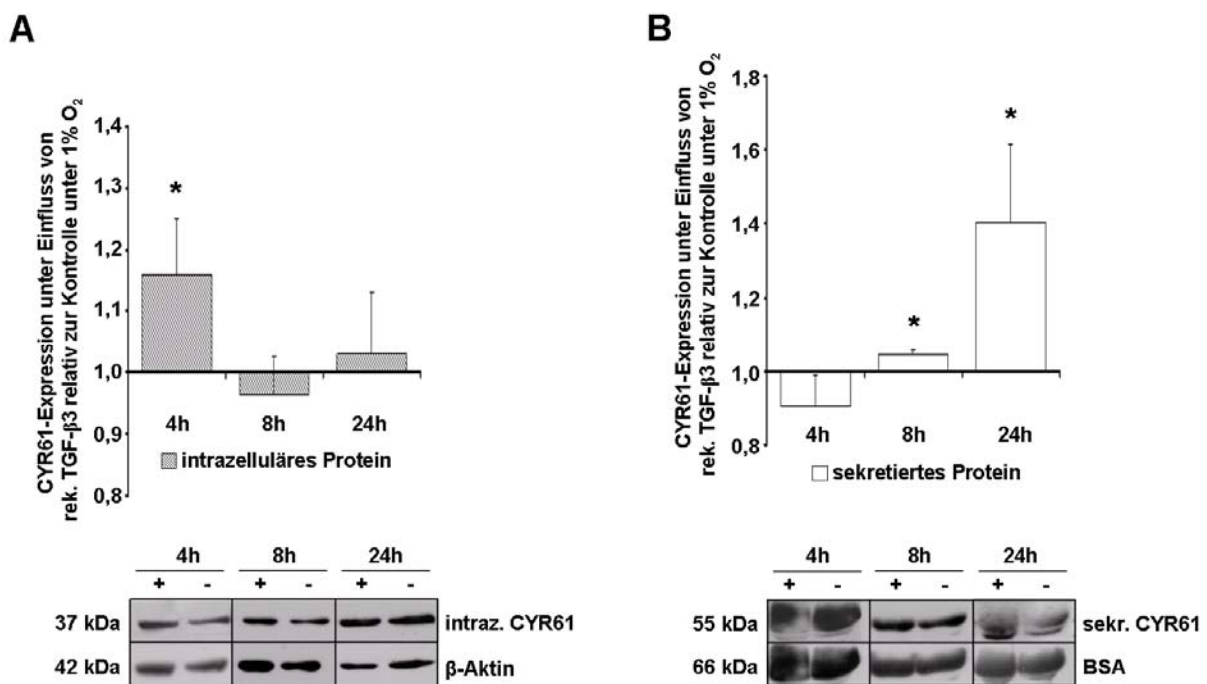 A
CYR61-Expression unter Einfluss von
rek. TGF-β3 relativ zur Kontrolle unter 1% O₂
1,4
1,3
1,2
1,1
1,0
0,9
0,8
*
4h
8h
24h
intrazelluläres Protein
4h
8h
24h
+
-
+
-
+
-
37 kDa
intraz. CYR61
42 kDa
β-Aktin
B
CYR61-Expression unter Einfluss von
rek. TGF-β3 relativ zur Kontrolle unter 1% O₂
1,8
1,6
1,4
1,2
1,0
0,8
*
*
4h
8h
24h
sekretiertes Protein
4h
8h
24h
+
-
+
-
+
-
55 kDa
sekr. CYR61
66 kDa
BSA